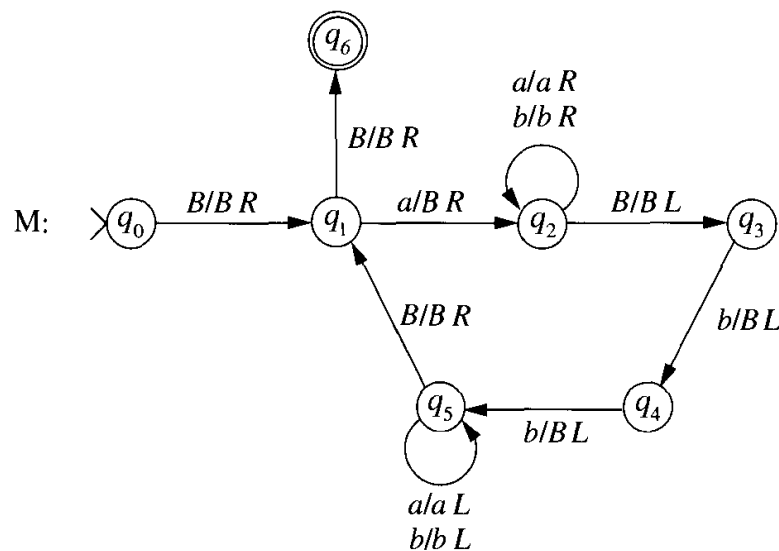 q₆
a/a R
b/b R
B/B R
M: q₀ B/B R q₁ a/B R q₂ B/B L q₃
B/B R
b/B L
q₅ b/B L q₄
a/a L
b/b L